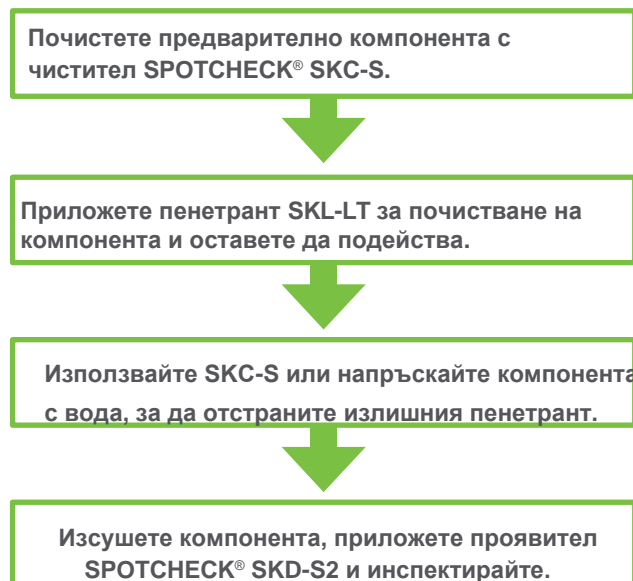 Почистете предварително компонента с
чистител SPOTCHECK® SKC-S.
Приложете пенетрант SKL-LT за почистване на
компонента и оставете да подейства.
Използвайте SKC-S или напръскайте компонента
с вода, за да отстраните излишния пенетрант.
Изсушете компонента, приложете проявител
SPOTCHECK® SKD-S2 и инспектирайте.